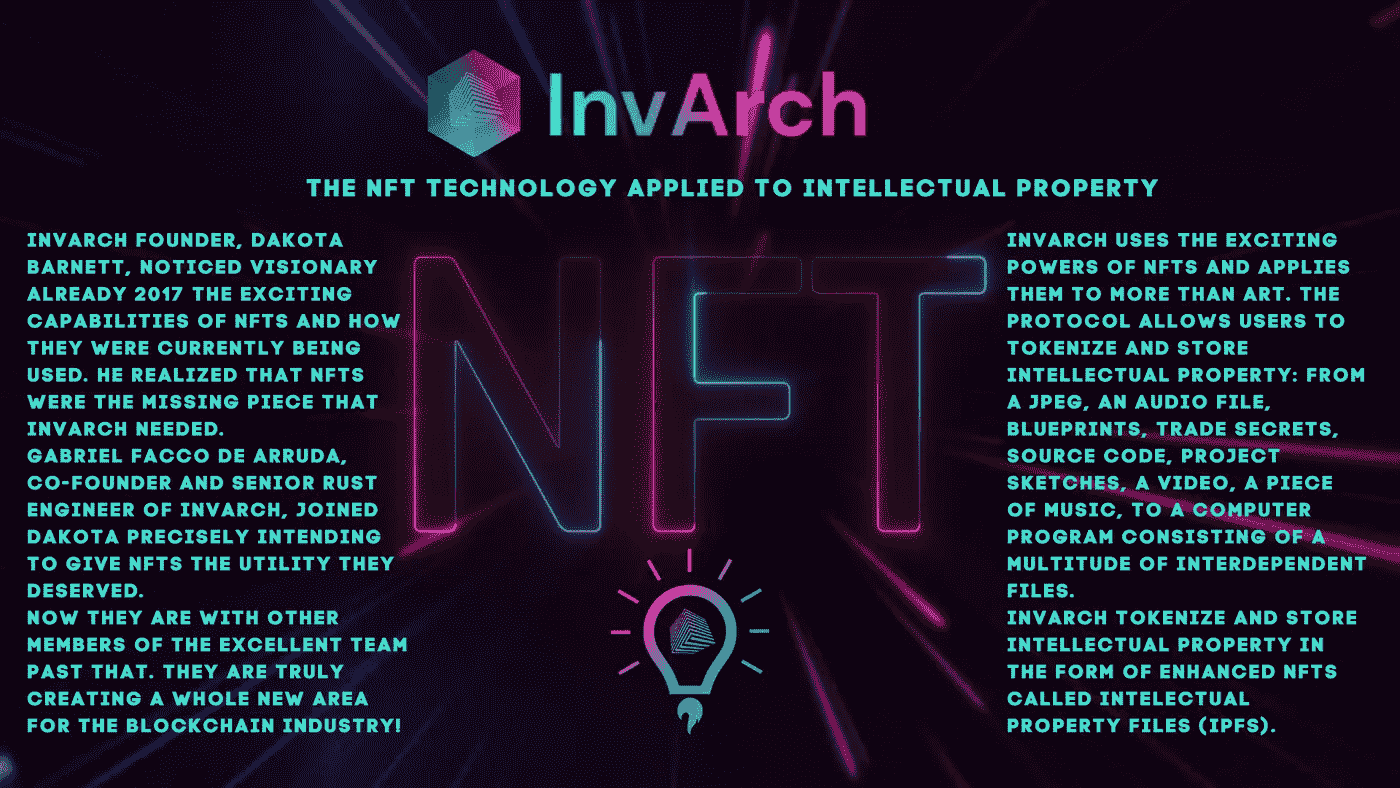 InvArch
THE NFT TECHNOLOGY APPLIED TO INTELLECTUAL PROPERTY
INVARCH FOUNDER, DAKOTA
BARNETT, NOTICED VISIONARY
ALREADY 2017 THE EXCITING
CAPABILITIES OF NFTS AND HOW
THEY WERE CURRENTLY BEING
USED. HE REALIZED THAT NFTS
WERE THE MISSING PIECE THAT
INVARCH NEEDED.
GABRIEL FACCO DE ARRUDA,
CO-FOUNDER AND SENIOR RUST
ENGINEER OF INVARCH, JOINED
DAKOTA PRECISELY INTENDING
TO GIVE NFTS THE UTILITY THEY
DESERVED.
NOW THEY ARE WITH OTHER
MEMBERS OF THE EXCELLENT TEAM
PAST THAT. THEY ARE TRULY
CREATING A WHOLE NEW AREA
FOR THE BLOCKCHAIN INDUSTRY!
NFT
INVARCH USES THE EXCITING
POWERS OF NFTS AND APPLIES
THEM TO MORE THAN ART. THE
PROTOCOL ALLOWS USERS TO
TOKENIZE AND STORE
INTELLECTUAL PROPERTY: FROM
A JPEG, AN AUDIO FILE,
BLUEPRINTS, TRADE SECRETS,
SOURCE CODE, PROJECT
SKETCHES, A VIDEO, A PIECE
OF MUSIC, TO A COMPUTER
PROGRAM CONSISTING OF A
MULTITUDE OF INTERDEPENDENT
FILES.
INVARCH TOKENIZE AND STORE
INTELLECTUAL PROPERTY IN
THE FORM OF ENHANCED NFTS
CALLED INTELECTUAL
PROPERTY FILES (IPFS).